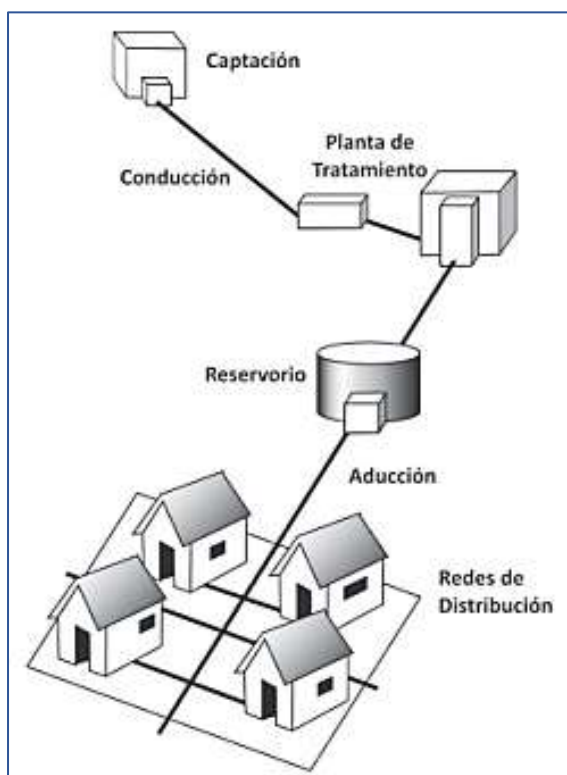 Captación
Planta de
Tratamiento
Conducción
Reservorio
Aducción
Redes de
Distribución